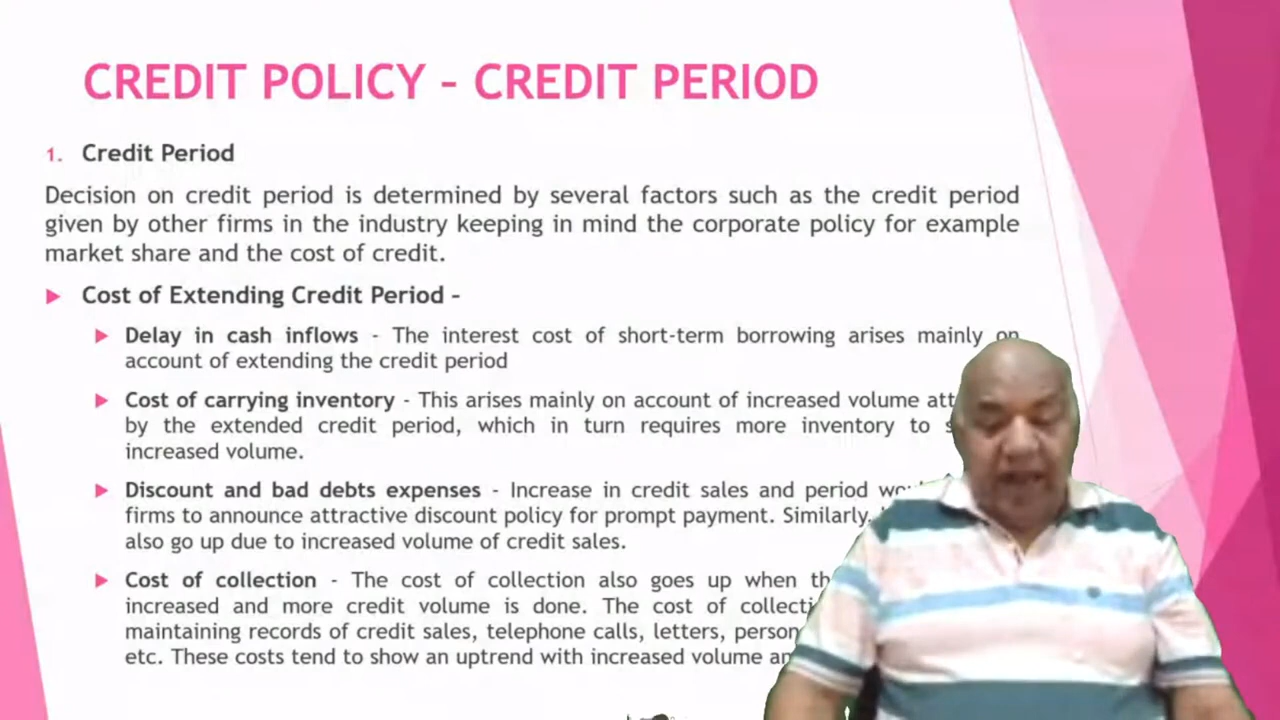 CREDIT POLICY – CREDIT PERIOD
1. Credit Period
Decision on credit period is determined by several factors such as the credit period
given by other firms in the industry keeping in mind the corporate policy for example
market share and the cost of credit.
Cost of Extending Credit Period –
Delay in cash inflows - The interest cost of short-term borrowing arises mainly on
account of extending the credit period
Cost of carrying inventory - This arises mainly on account of increased volume
by the extended credit period, which in turn requires more inventory to
increased volume.
Discount and bad debts expenses - Increase in credit sales and period
firms to announce attractive discount policy for prompt payment. Similarly,
also go up due to increased volume of credit sales.
Cost of collection - The cost of collection also goes up when
increased and more credit volume is done. The cost of
maintaining records of credit sales, telephone calls, letters,
etc. These costs tend to show an uptrend with increased volume